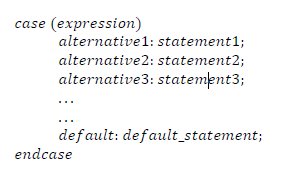 case (expression)
alternative1: statement1;
alternative2: statement2;
alternative3: statement3;
...
...
default: default_statement;
endcase